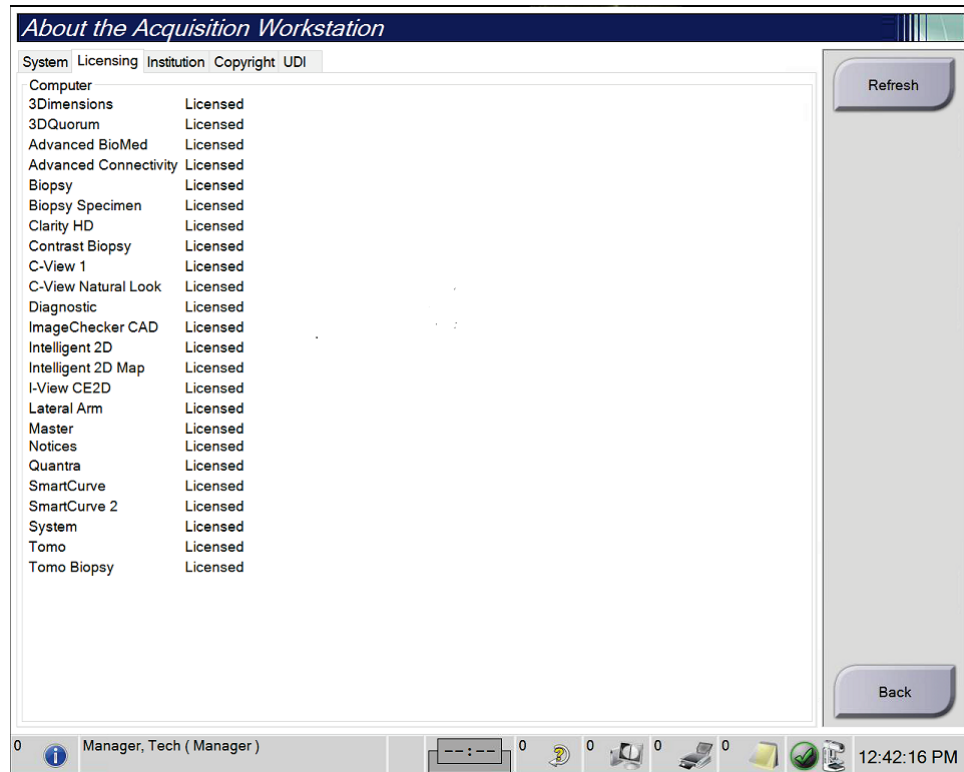 About the Acquisition Workstation
System Licensing Institution Copyright UDI
Refresh
Computer
3Dimensions Licensed
3DQuorum Licensed
Advanced BioMed Licensed
Advanced Connectivity Licensed
Biopsy Licensed
Biopsy Specimen Licensed
Clarity HD Licensed
Contrast Biopsy Licensed
C-View 1 Licensed
C-View Natural Look Licensed
Diagnostic Licensed
ImageChecker CAD Licensed
Intelligent 2D Licensed
Intelligent 2D Map Licensed
I-View CE2D Licensed
Lateral Arm Licensed
Master Licensed
Notices Licensed
Quantra Licensed
SmartCurve Licensed
SmartCurve 2 Licensed
System Licensed
Tomo Licensed
Tomo Biopsy Licensed
Back
0 Manager, Tech ( Manager ) --:-- 0 0 0 0 12:42:16 PM